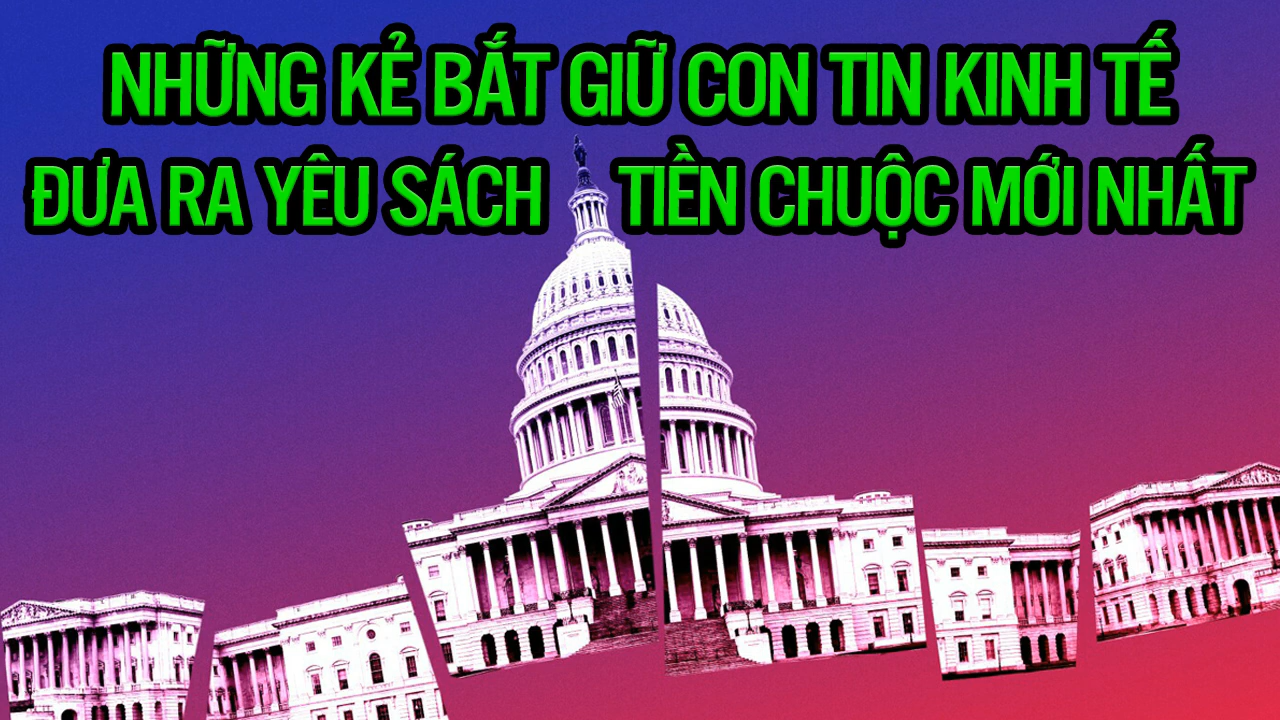 NHỮNG KẺ BẮT GIỮ CON TIN KINH TẾ
ĐƯA RA YÊU SÁCH TIỀN CHUỘC MỚI NHẤT